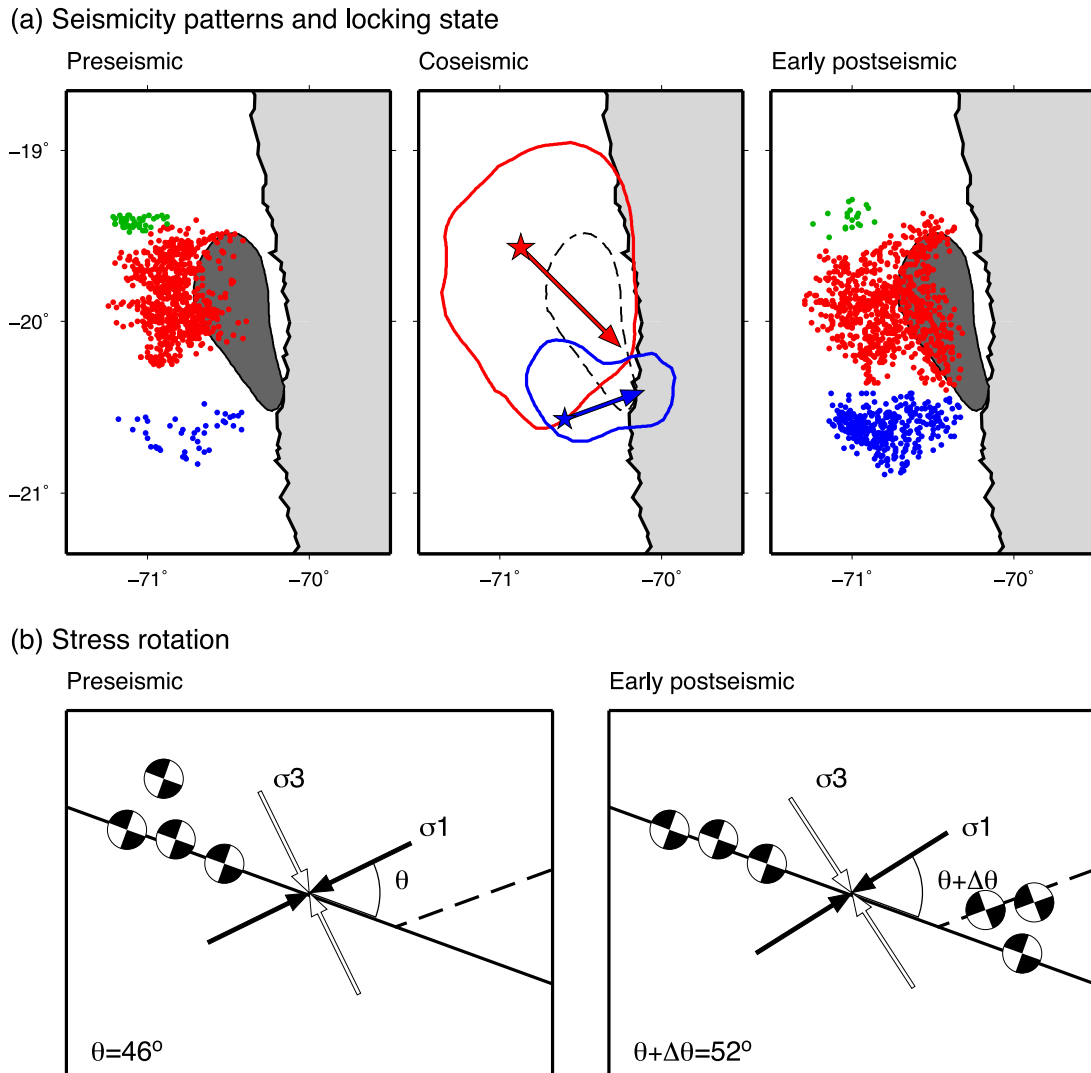 (a) Seismicity patterns and locking state
Preseismic Coseismic Early postseismic
−19˚
−20˚
−21˚
−71˚ −70˚ −71˚ −70˚ −71˚ −70˚
(b) Stress rotation
Preseismic Early postseismic
σ3 σ3
σ1 σ1
θ θ+Δθ
θ=46º θ+Δθ=52º